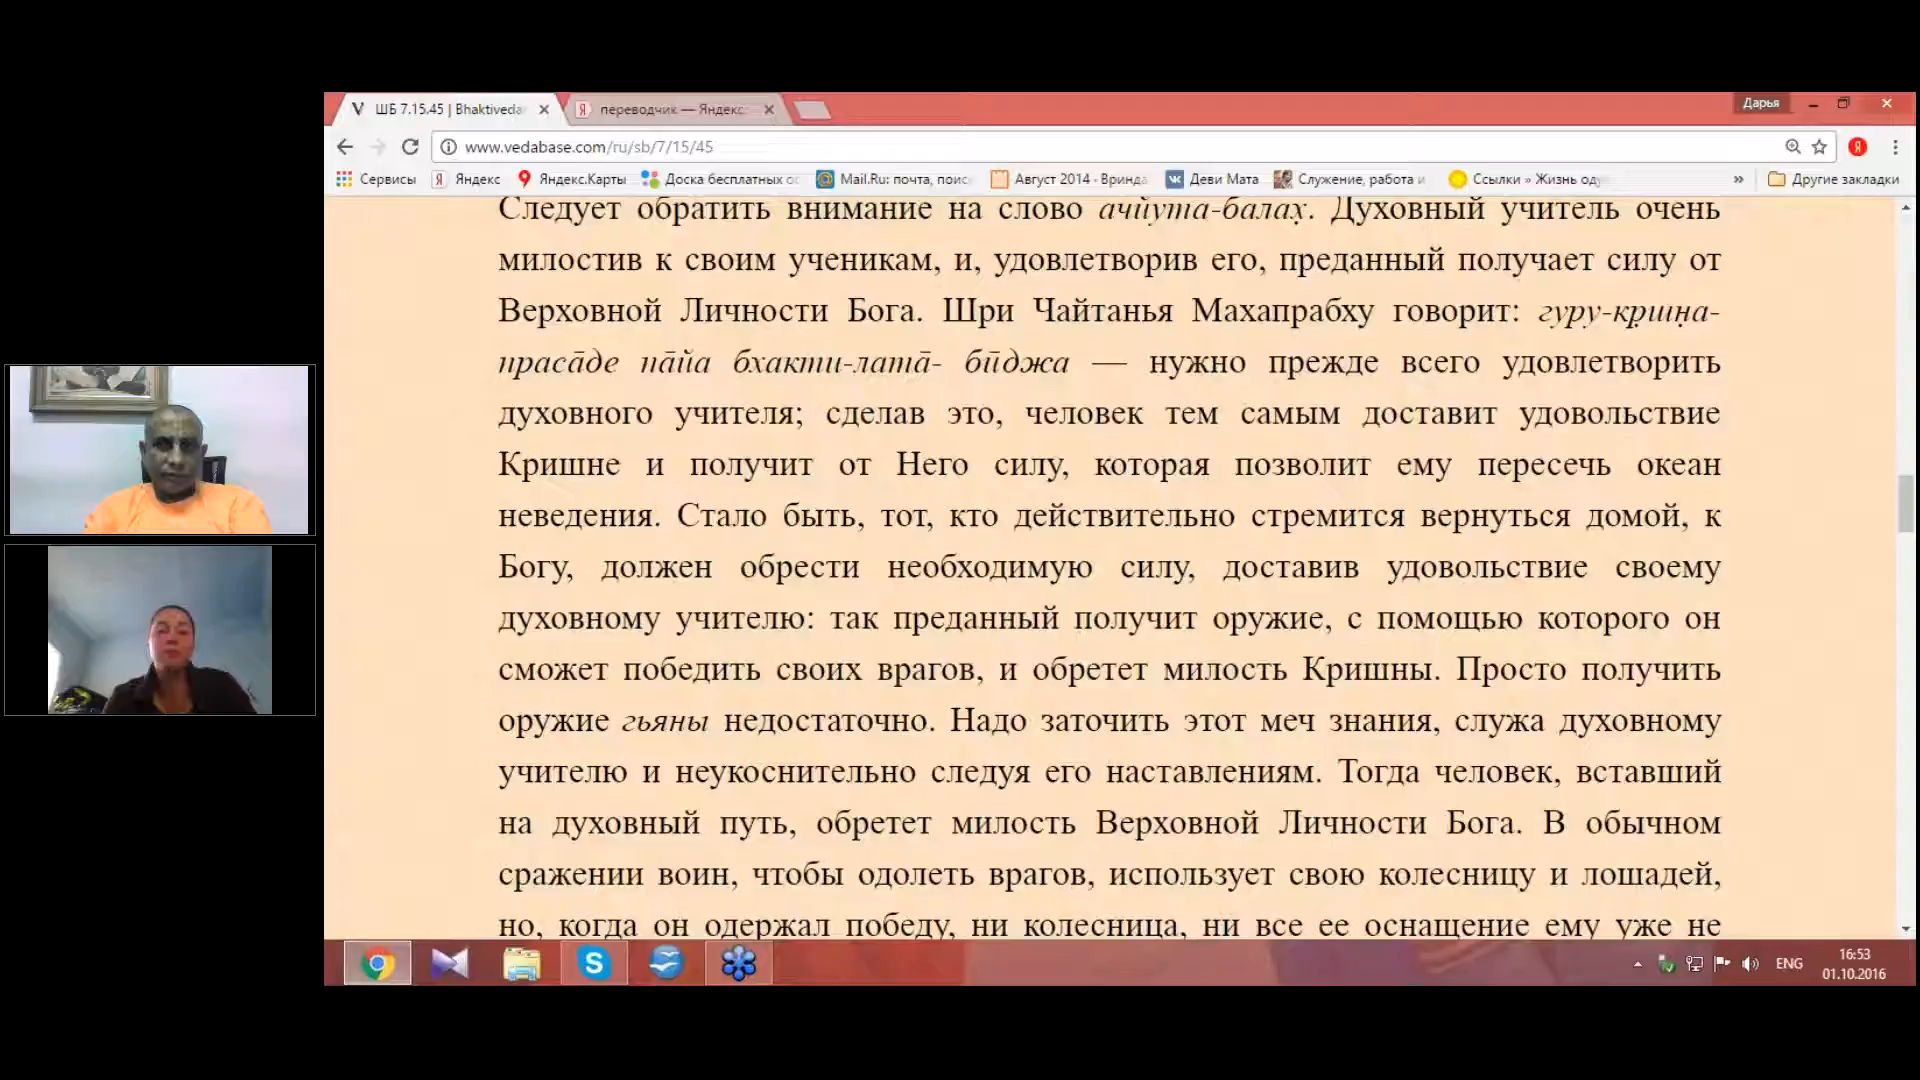 ШБ 7.15.45 | Bhaktiveda
переводчик — Яндекс
Дарья
www.vedabase.com/ru/sb/7/15/45
Сервисы
Яндекс
Яндекс.Карты
Доска бесплатных о
Mail.Ru: почта, поис
Август 2014 - Вринда
Деви Мата
Служение, работа и
Ссылки » Жизнь од
»
Другие закладки
Следует обратить внимание на слово ачйута-балах̣. Духовный учитель очень
милостив к своим ученикам, и, удовлетворив его, преданный получает силу от
Верховной Личности Бога. Шри Чайтанья Махапрабху говорит: гуру-кр̣шн̣а-
праса̄де па̄йа бхакти-лата̄- бӣджа — нужно прежде всего удовлетворить
духовного учителя; сделав это, человек тем самым доставит удовольствие
Кришне и получит от Него силу, которая позволит ему пересечь океан
неведения. Стало быть, тот, кто действительно стремится вернуться домой, к
Богу, должен обрести необходимую силу, доставив удовольствие своему
духовному учителю: так преданный получит оружие, с помощью которого он
сможет победить своих врагов, и обретет милость Кришны. Просто получить
оружие гьяны недостаточно. Надо заточить этот меч знания, служа духовному
учителю и неукоснительно следуя его наставлениям. Тогда человек, вставший
на духовный путь, обретет милость Верховной Личности Бога. В обычном
сражении воин, чтобы одолеть врагов, использует свою колесницу и лошадей,
но, когда он одержал победу, ни колесница, ни все ее оснащение ему уже не
ENG
16:53
01.10.2016